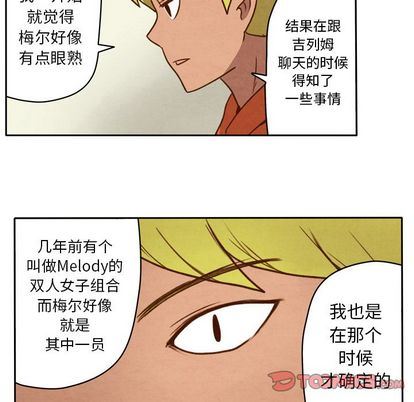 就觉得
梅尔好像
有点眼熟
结果在跟
吉列姆
聊天的时候
得知了
一些事情
几年前有个
叫做Melody的
双人女子组合
而梅尔好像
就是
其中一员
我也是
在那个
时候
才确定的